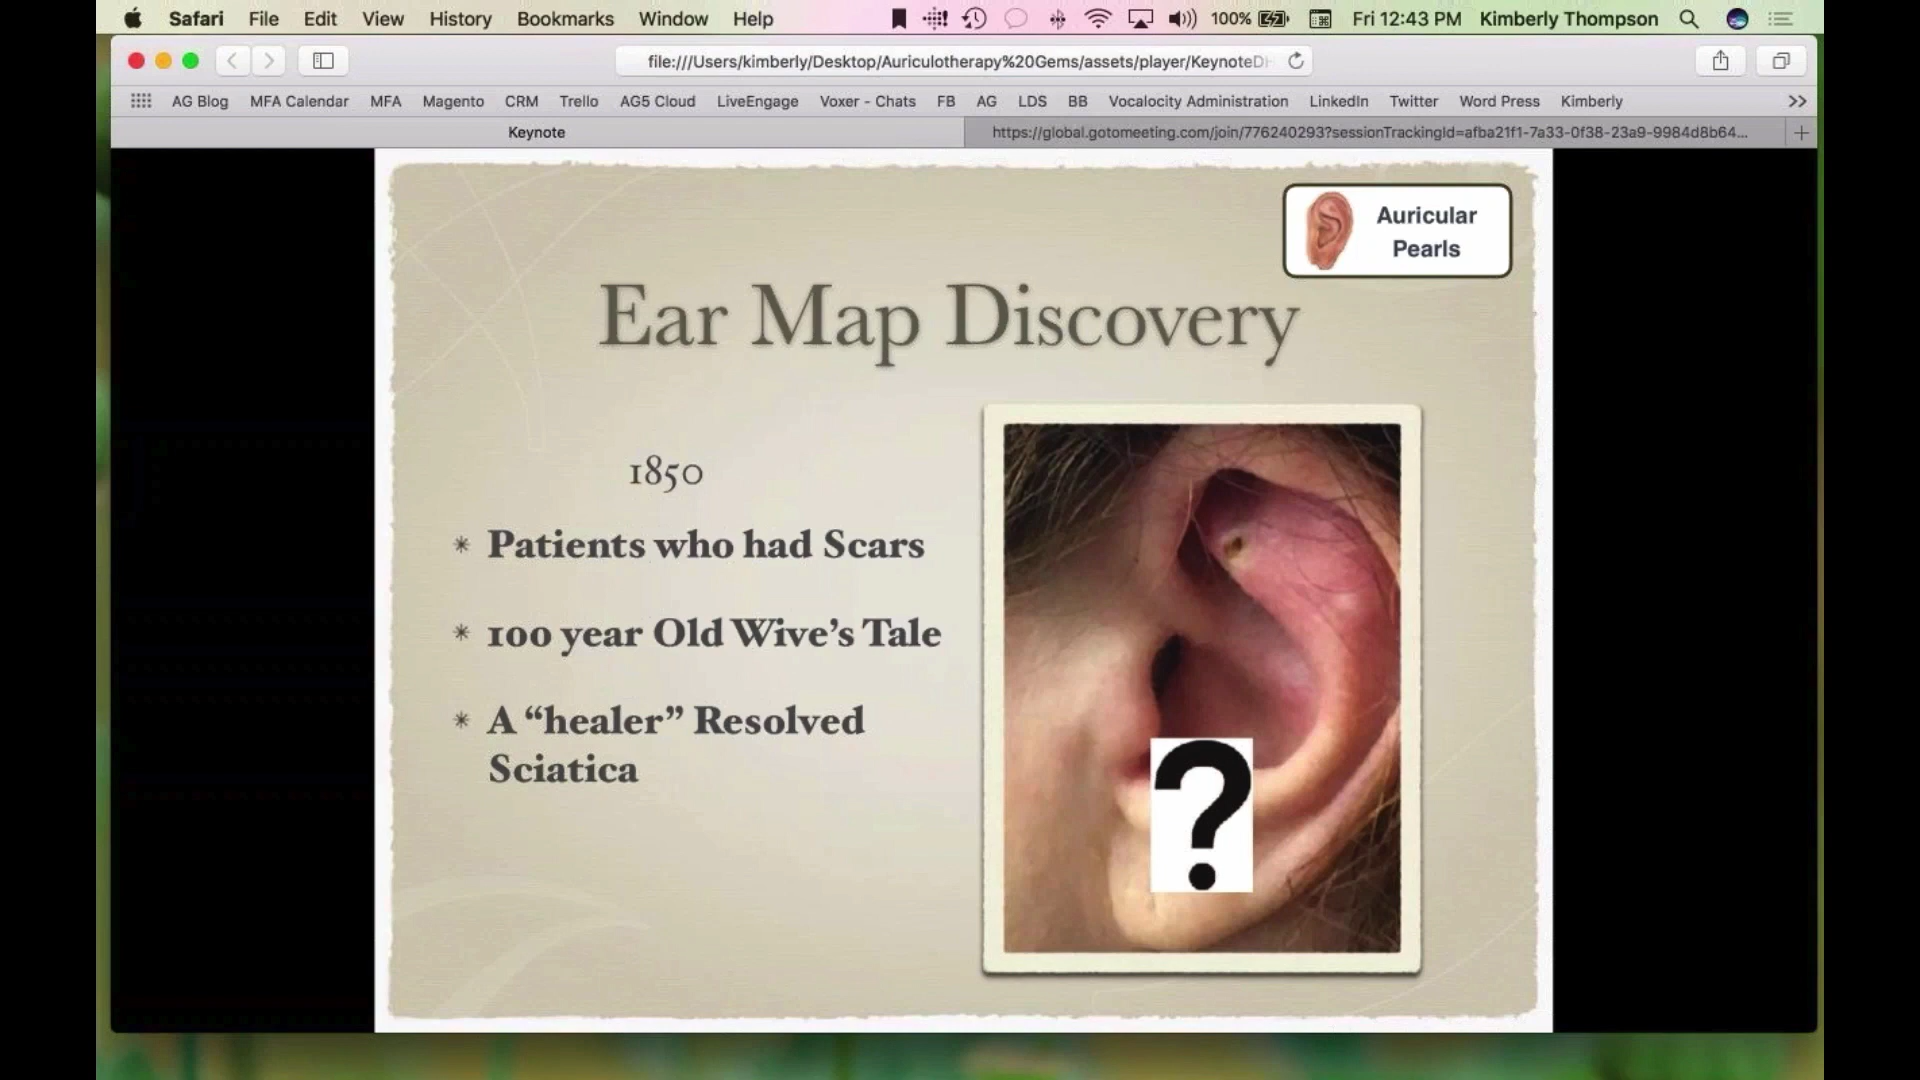 Safari File Edit View History Bookmarks Window Help 100% Fri 12:43 PM Kimberly Thompson
file:///Users/kimberly/Desktop/Auriculotherapy%20Gems/assets/player/KeynoteD
AG Blog MFA Calendar MFA Magento CRM Trello AG5 Cloud LiveEngage Voxer - Chats FB AG LDS BB Vocalocity Administration LinkedIn Twitter Word Press Kimberly >>
Keynote https://global.gotomeeting.com/join/776240293?sessionTrackingId=afba21f1-7a33-0f38-23a9-9984d8b64... +
Auricular
Pearls
Ear Map Discovery
1850
* Patients who had Scars
* 100 year Old Wive’s Tale
* A “healer” Resolved
Sciatica
?